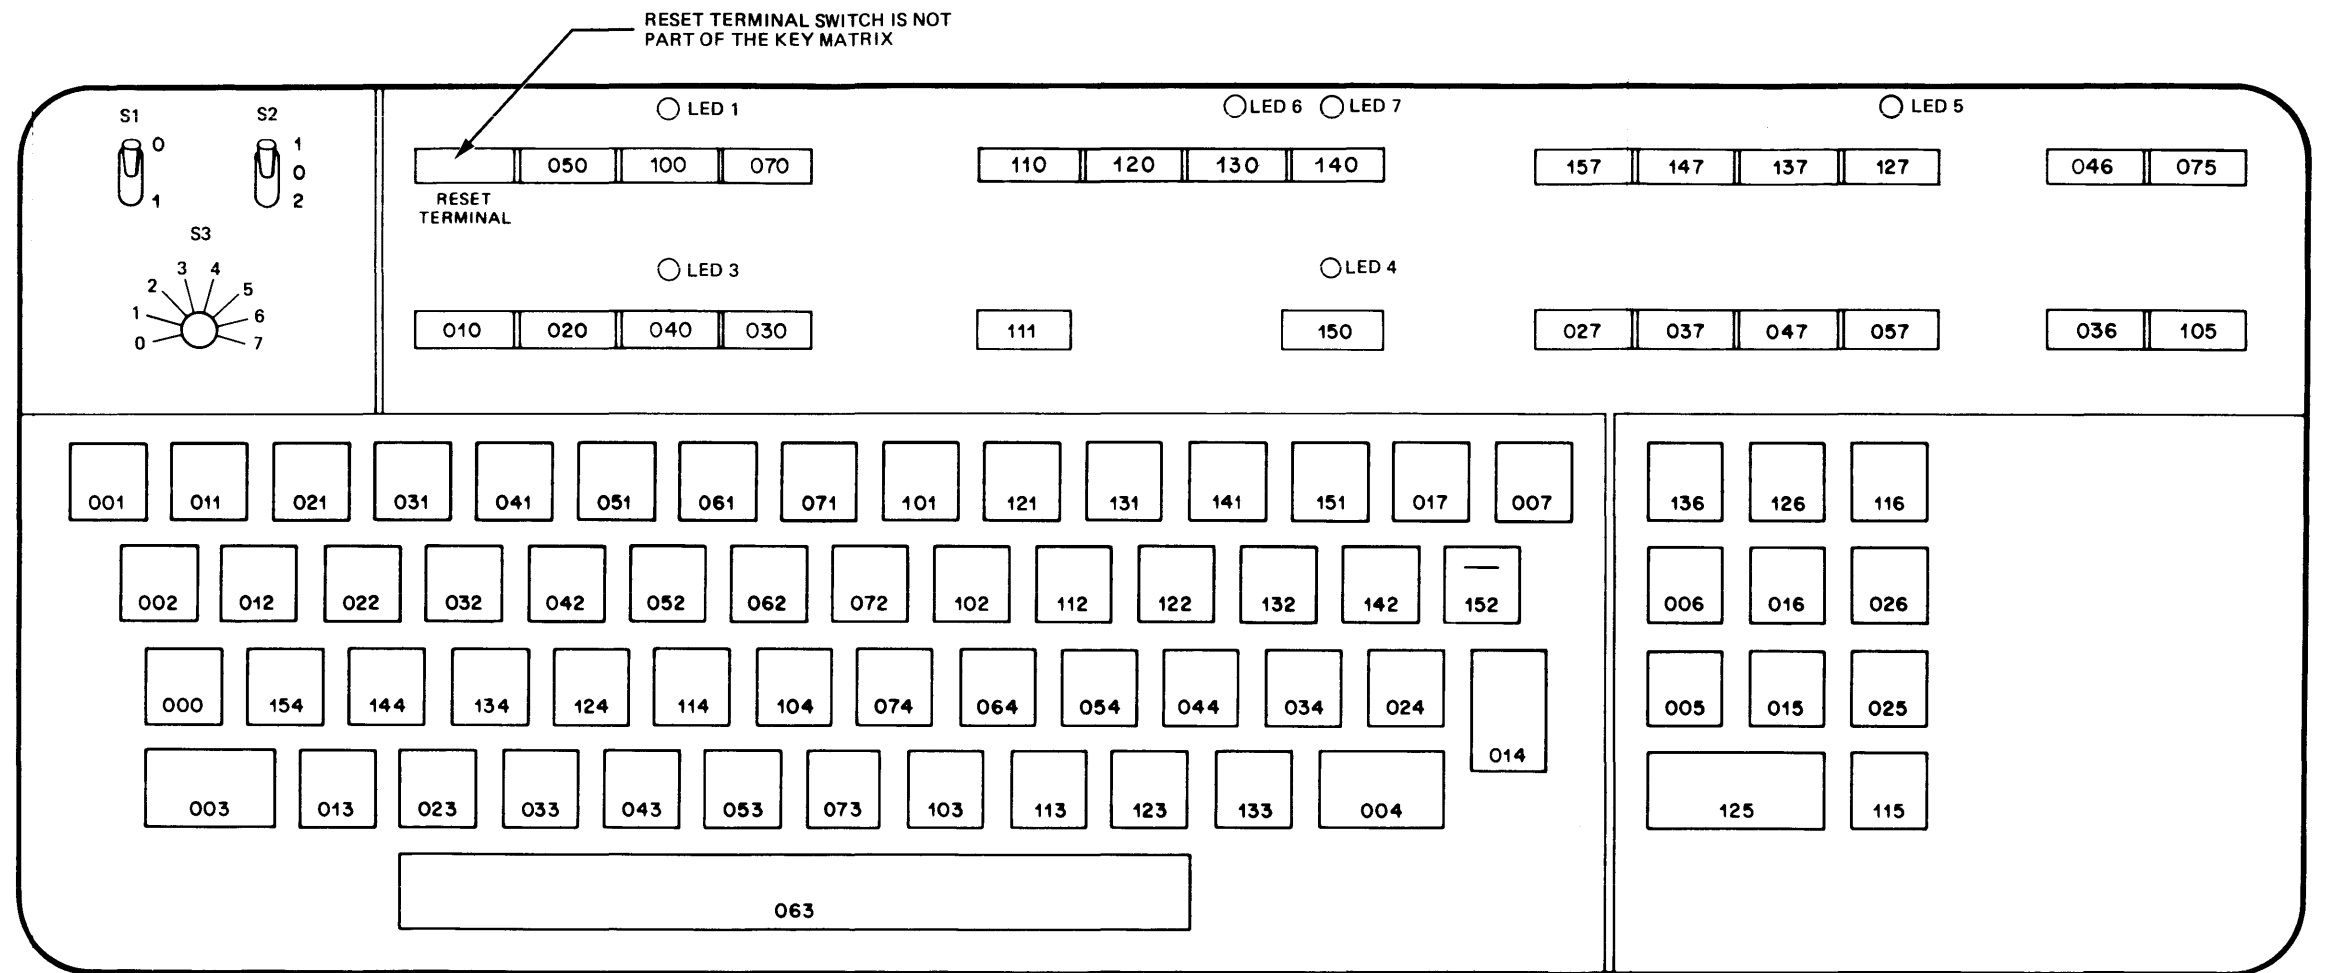 RESET TERMINAL SWITCH IS NOT
PART OF THE KEY MATRIX
S1
S2
LED 1
LED 6
LED 7
LED 5
0
1
1
0
2
050 100 070
110 120 130 140
157 147 137 127
046 075
RESET
TERMINAL
S3
0 1 2 3 4 5 6 7
LED 3
LED 4
010 020 040 030
111
150
027 037 047 057
036 105
001 011 021 031 041 051 061 071 101 121 131 141 151 017 007
136 126 116
002 012 022 032 042 052 062 072 102 112 122 132 142 152
006 016 026
000 154 144 134 124 114 104 074 064 054 044 034 024
014
005 015 025
003 013 023 033 043 053 073 103 113 123 133 004
125 115
063